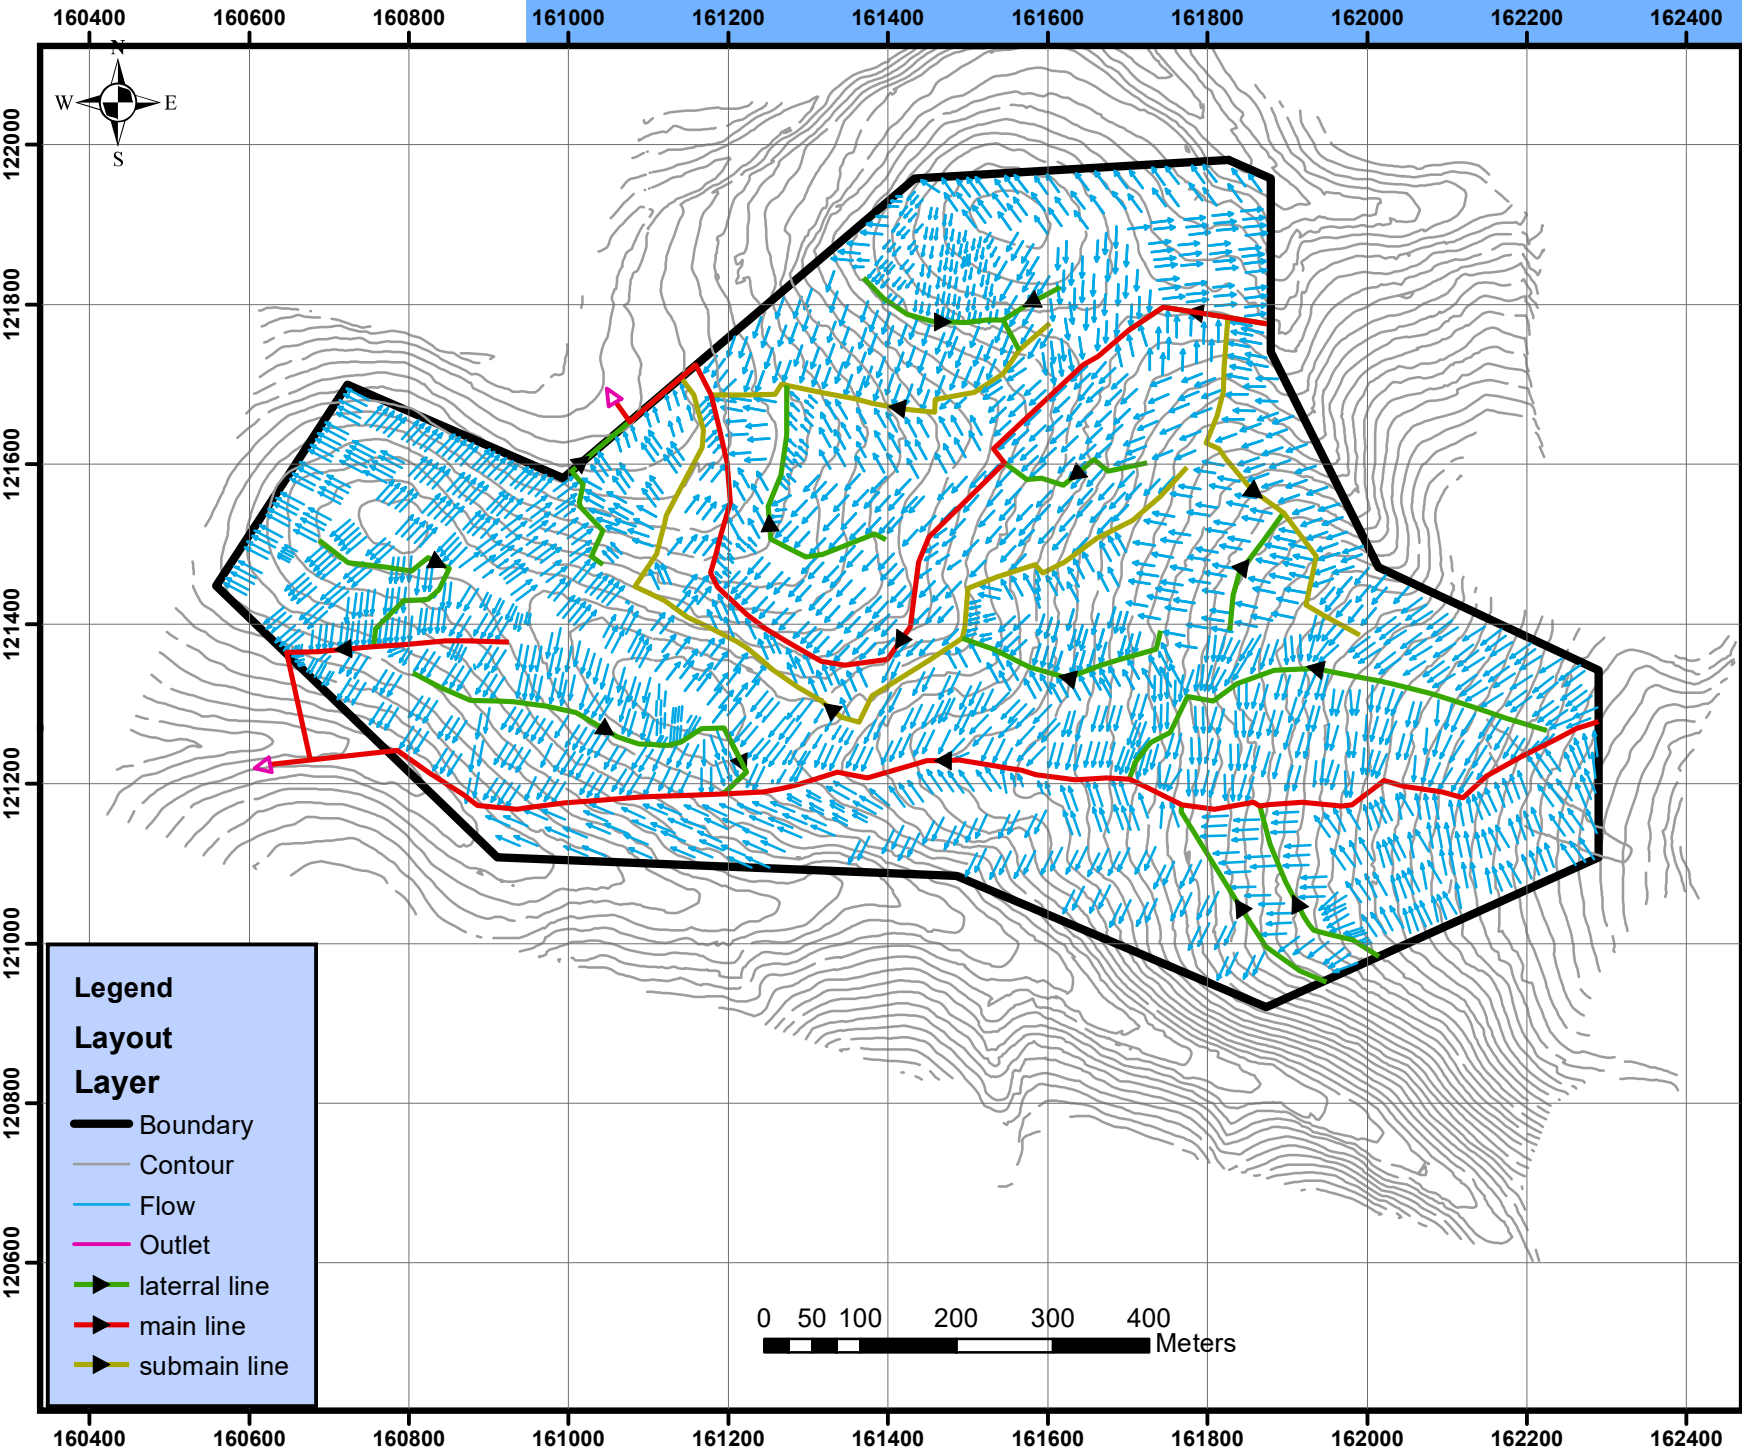 160400 160600 160800 161000 161200 161400 161600 161800 162000 162200 162400
N
W E
S
122000
121800
121600
121400
121200
121000
120800
120600
Legend
Layout
Layer
Boundary
Contour
Flow
Outlet
laterral line
main line
submain line
0 50 100 200 300 400
Meters
160400 160600 160800 161000 161200 161400 161600 161800 162000 162200 162400